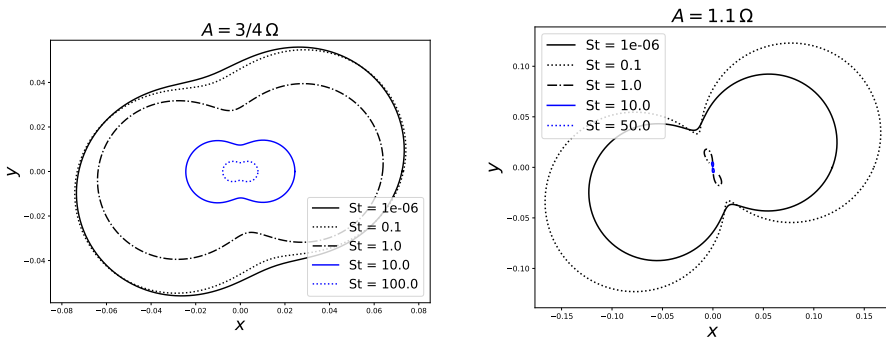 A = 3/4 Ω
0.04
0.02
0.00
−0.02
−0.04
y
St = 1e-06
St = 0.1
St = 1.0
St = 10.0
St = 100.0
−0.08 −0.06 −0.04 −0.02 0.00 0.02 0.04 0.06 0.08
x
A = 1.1 Ω
0.10
0.05
0.00
−0.05
−0.10
y
St = 1e-06
St = 0.1
St = 1.0
St = 10.0
St = 50.0
−0.15 −0.10 −0.05 0.00 0.05 0.10 0.15
x